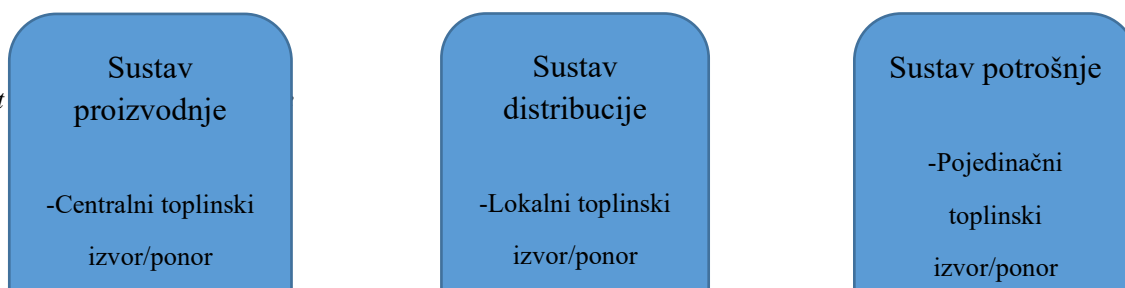 Sustav
proizvodnje
-Centralni toplinski
izvor/ponor
Sustav
distribucije
-Lokalni toplinski
izvor/ponor
Sustav potrošnje
-Pojedinačni
toplinski
izvor/ponor